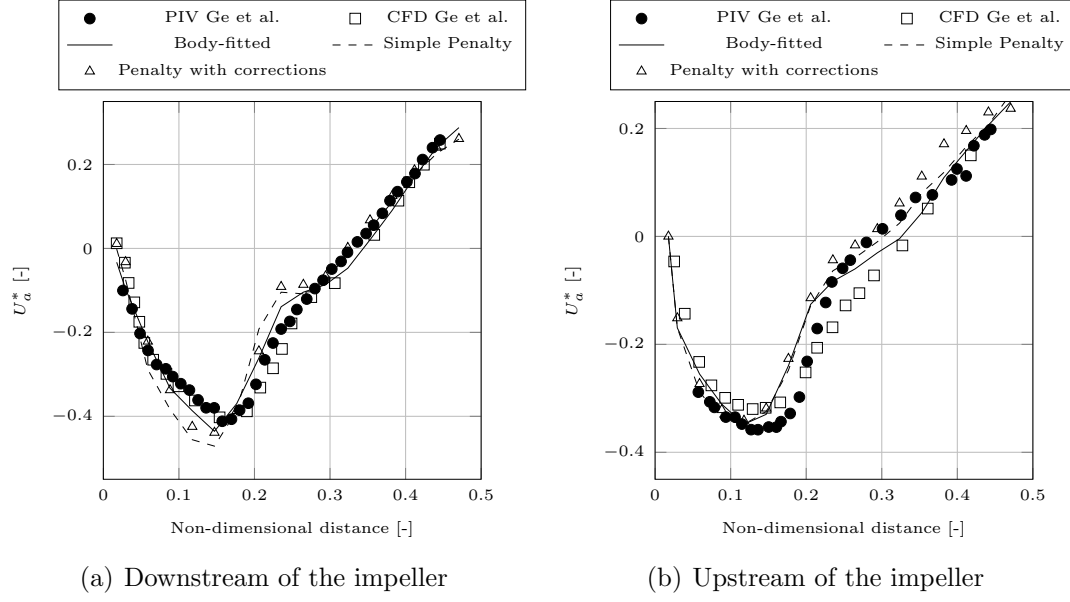 PIV Ge et al. CFD Ge et al.
Body-fitted Simple Penalty
Penalty with corrections
0.2
0
−0.2
−0.4
U*a [-]
0 0.1 0.2 0.3 0.4 0.5
Non-dimensional distance [-]
(a) Downstream of the impeller
PIV Ge et al. CFD Ge et al.
Body-fitted Simple Penalty
Penalty with corrections
0.2
0
−0.2
−0.4
U*a [-]
0 0.1 0.2 0.3 0.4 0.5
Non-dimensional distance [-]
(b) Upstream of the impeller